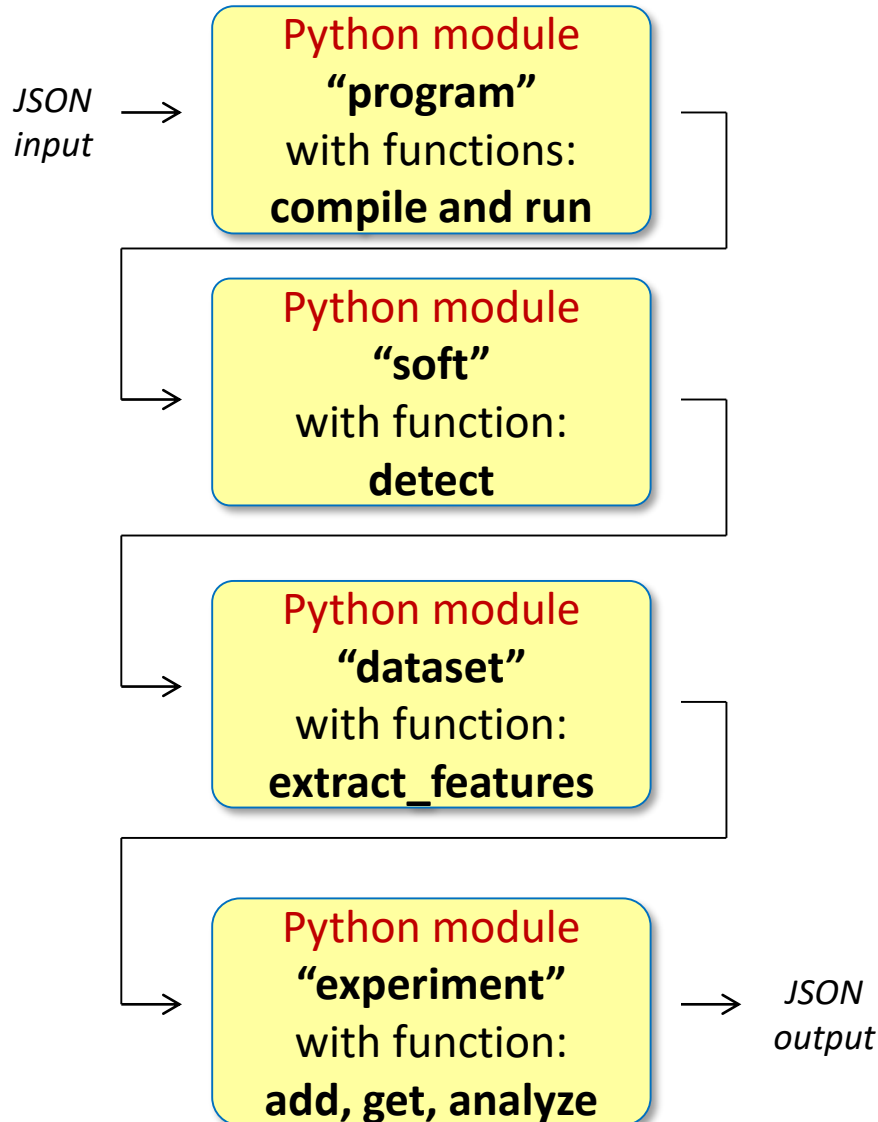 JSON
input
Python module
“program”
with functions:
compile and run
Python module
“soft”
with function:
detect
Python module
“dataset”
with function:
extract_features
Python module
“experiment”
with function:
add, get, analyze
JSON
output